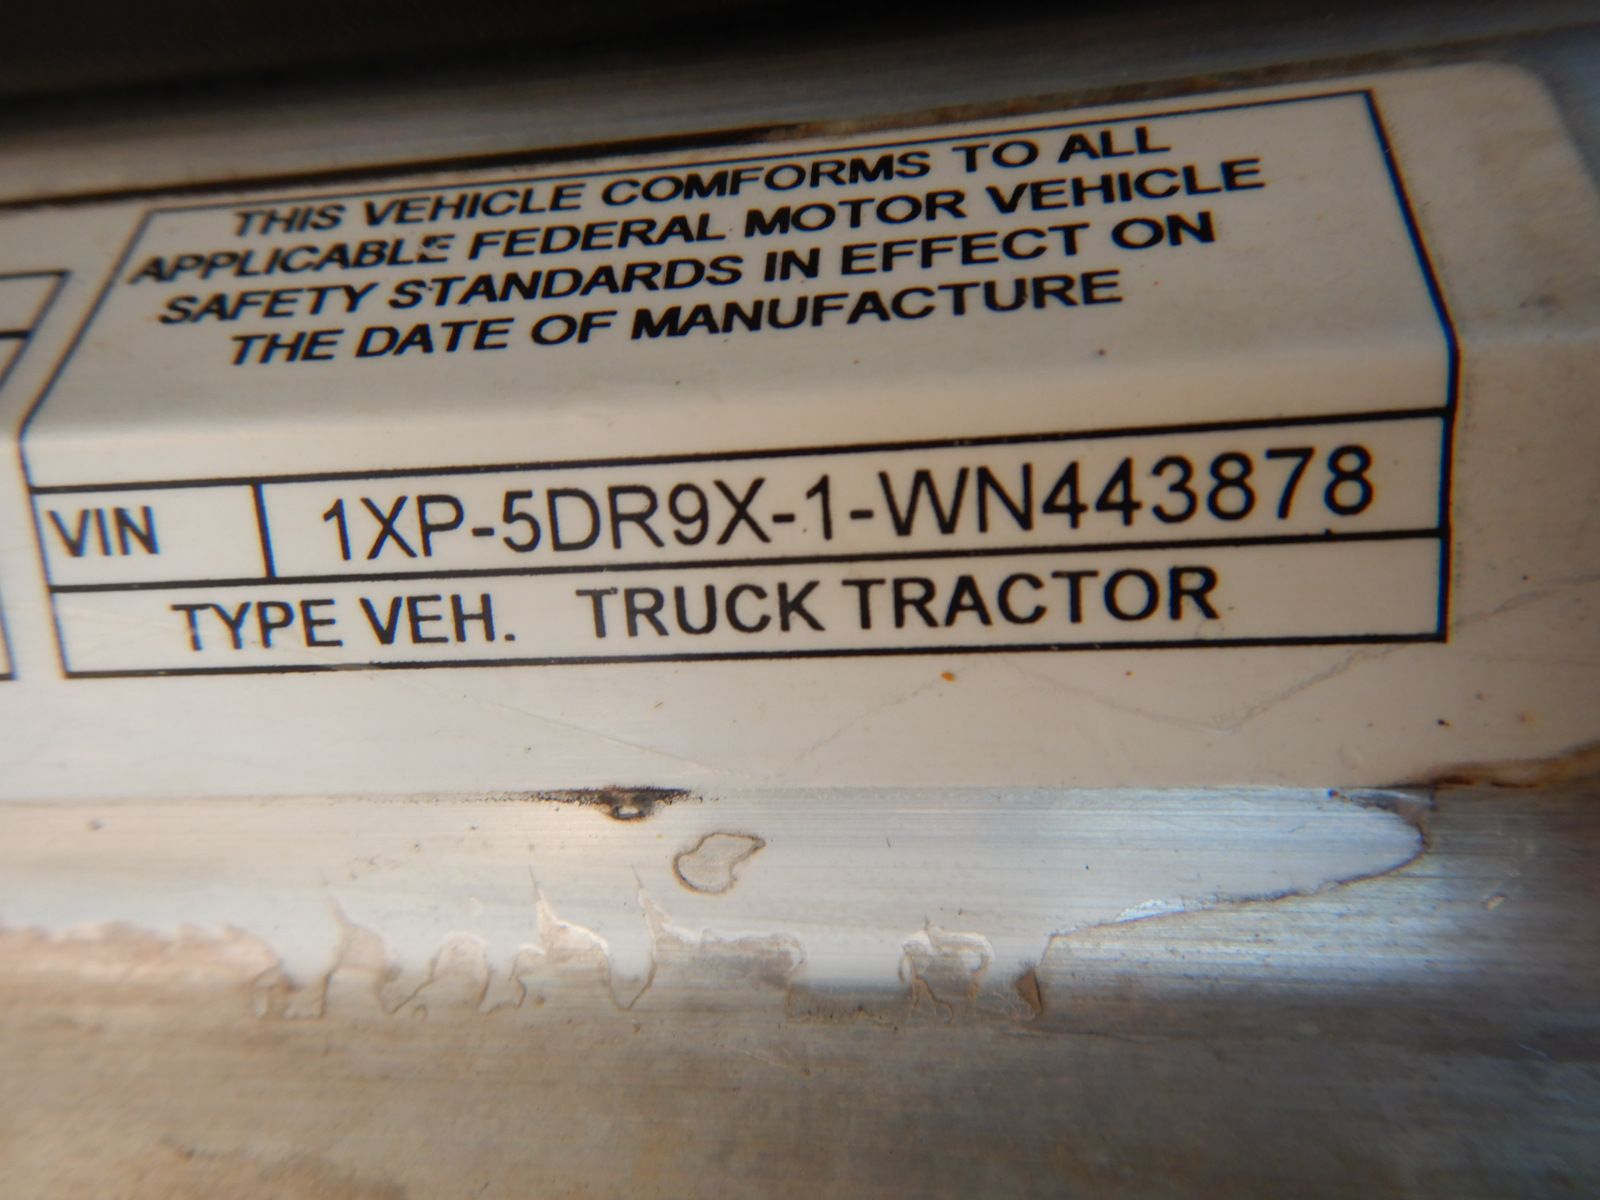 THIS VEHICLE COMFORMS TO ALL
APPLICABLE FEDERAL MOTOR VEHICLE
SAFETY STANDARDS IN EFFECT ON
THE DATE OF MANUFACTURE
VIN 1XP-5DR9X-1-WN443878
TYPE VEH. TRUCK TRACTOR